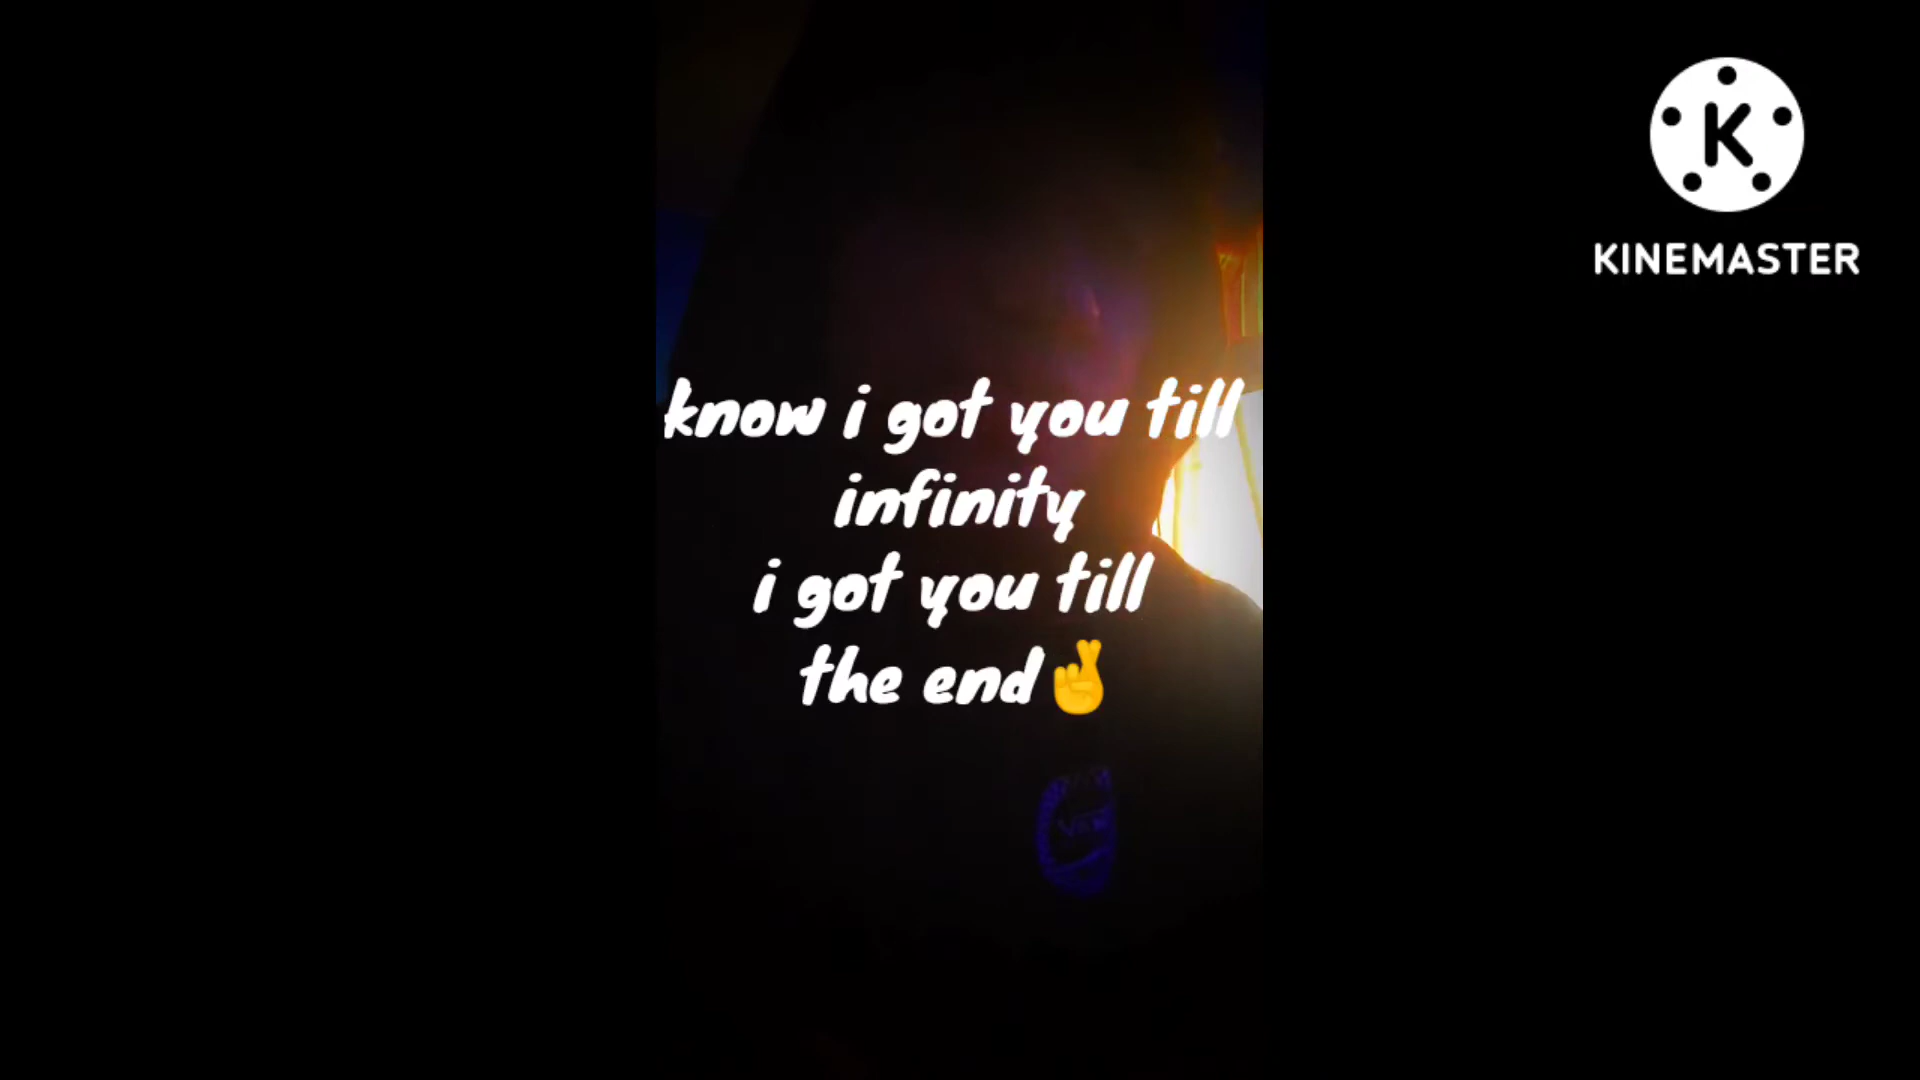 know i got you till
infinity
i got you till
the end🤞
K
KINEMASTER